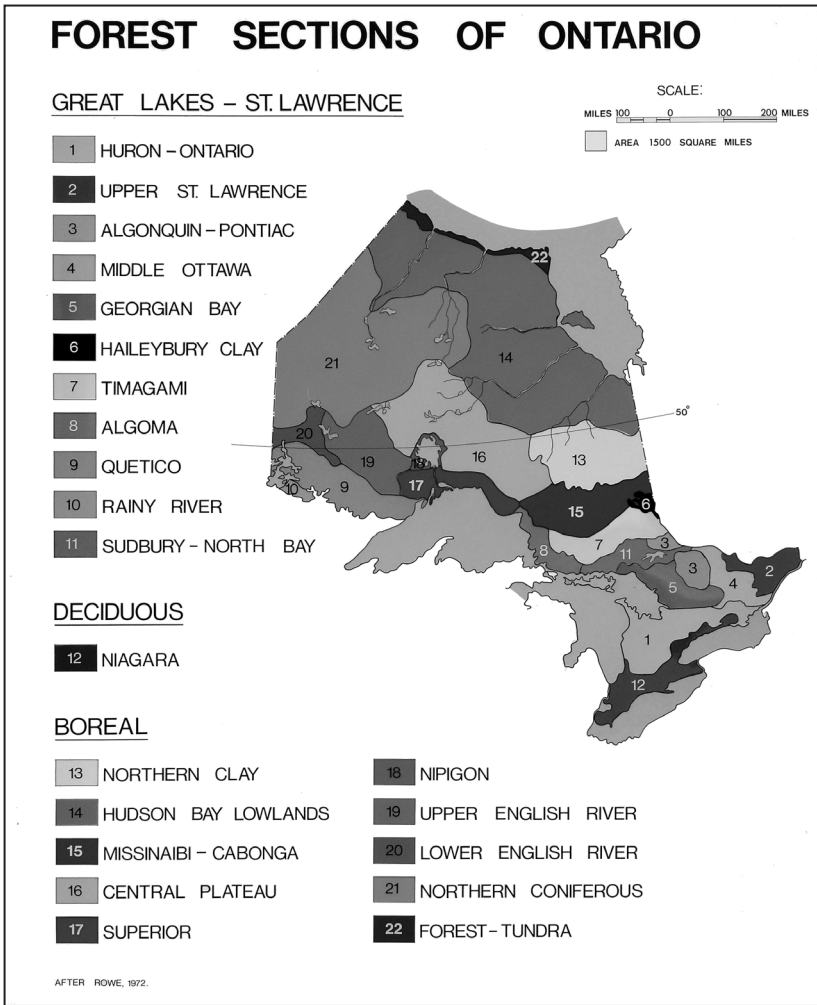 FOREST SECTIONS OF ONTARIO
GREAT LAKES – ST. LAWRENCE
SCALE:
MILES 100 0 100 200 MILES
AREA 1500 SQUARE MILES
1 HURON – ONTARIO
2 UPPER ST. LAWRENCE
3 ALGONQUIN – PONTIAC
4 MIDDLE OTTAWA
5 GEORGIAN BAY
6 HAILEYBURY CLAY
7 TIMAGAMI
8 ALGOMA
9 QUETICO
10 RAINY RIVER
11 SUDBURY – NORTH BAY
DECIDUOUS
12 NIAGARA
22
14
21
50°
20
19
18
16
13
17
10
9
15
6
8
7
11
3
3
5
4
2
1
12
BOREAL
13 NORTHERN CLAY
14 HUDSON BAY LOWLANDS
15 MISSINAIBI – CABONGA
16 CENTRAL PLATEAU
17 SUPERIOR
18 NIPIGON
19 UPPER ENGLISH RIVER
20 LOWER ENGLISH RIVER
21 NORTHERN CONIFEROUS
22 FOREST – TUNDRA
AFTER ROWE, 1972.